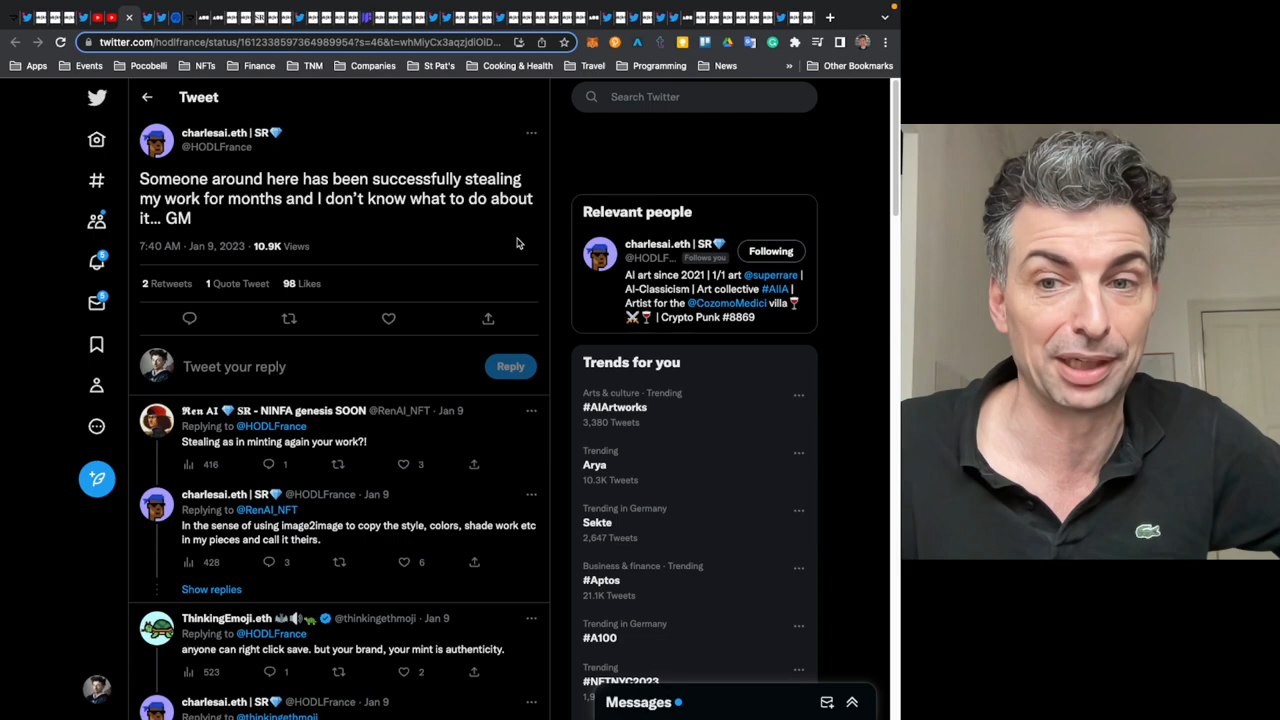 twitter.com/hodlfrance/status/1612338597364989954?s=46&t=whMiyCx3aqzjdIOiD...
Apps
Events
Pocobelli
NFTs
Finance
TNM
Companies
St Pat's
Cooking & Health
Travel
Programming
News
»
Other Bookmarks
Tweet
Search Twitter
charlesai.eth | SR💎
@HODLFrance
Someone around here has been successfully stealing
my work for months and I don't know what to do about
it... GM
7:40 AM · Jan 9, 2023 · 10.9K Views
2 Retweets 1 Quote Tweet 98 Likes
Tweet your reply
Reply
5
5
Relevant people
charlesai.eth | SR💎
@HODLF... Follows you
Following
AI art since 2021 | 1/1 art @superrare |
AI-Classicism | Art collective #AIIA |
Artist for the @CozomoMedici villa🍷
⚔️🍷 | Crypto Punk #8869
𝕽𝖊𝖓 AI 💎 SR - NINFA genesis SOON @RenAI_NFT · Jan 9
Replying to @HODLFrance
Stealing as in minting again your work?!
416 1 3
charlesai.eth | SR💎 @HODLFrance · Jan 9
Replying to @RenAI_NFT
In the sense of using image2image to copy the style, colors, shade work etc
in my pieces and call it theirs.
428 3 6
Show replies
ThinkingEmoji.eth 🦇🔊🐢 @thinkingethmoji · Jan 9
Replying to @HODLFrance
anyone can right click save. but your brand, your mint is authenticity.
523 1 2
charlesai.eth | SR💎 @HODLFrance · Jan 9
Replying to @thinkingethmoji
Trends for you
Arts & culture · Trending
#AIArtworks
3,380 Tweets
Trending
Arya
10.3K Tweets
Trending in Germany
Sekte
2,647 Tweets
Business & finance · Trending
#Aptos
21.1K Tweets
Trending in Germany
#A100
Trending
#NFTNYC2023
Messages